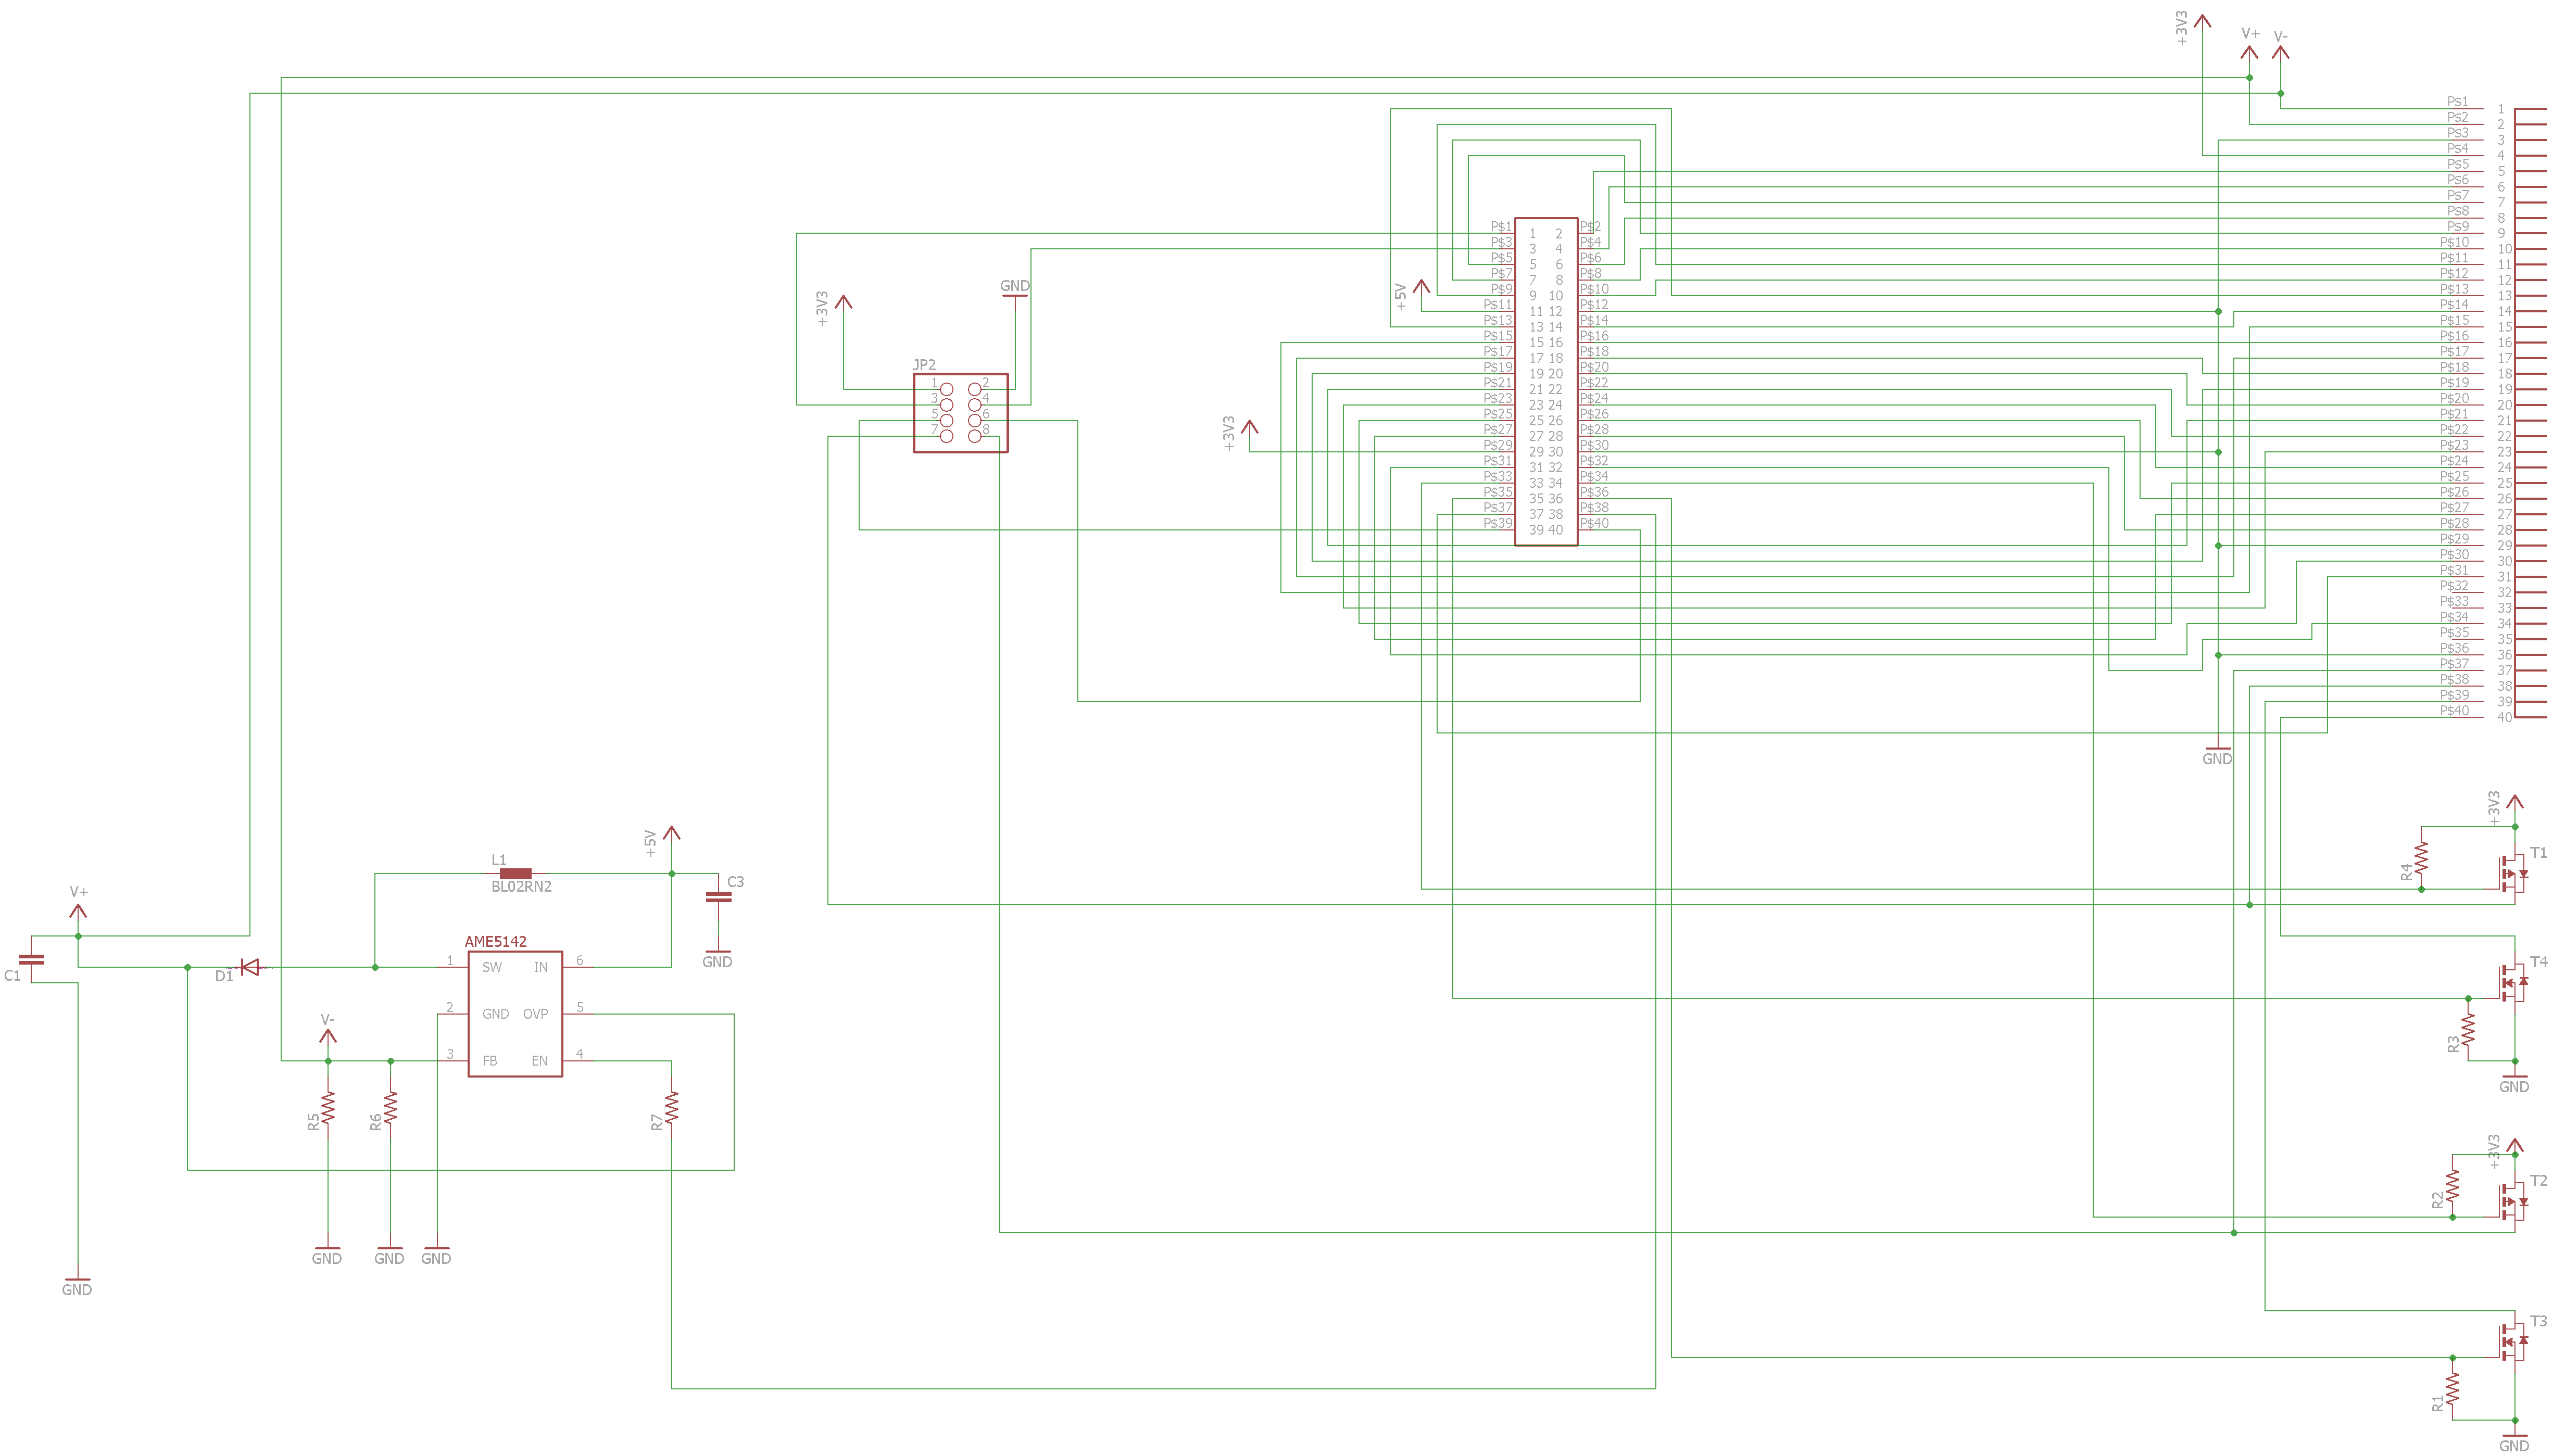 +3V3
V+ V-
P$1 1
P$2 2
P$3 3
P$4 4
P$5 5
P$6 6
P$7 7
P$8 8
P$9 9
P$10 10
P$11 11
P$12 12
P$13 13
P$14 14
P$15 15
P$16 16
P$17 17
P$18 18
P$19 19
P$20 20
P$21 21
P$22 22
P$23 23
P$24 24
P$25 25
P$26 26
P$27 27
P$28 28
P$29 29
P$30 30
P$31 31
P$32 32
P$33 33
P$34 34
P$35 35
P$36 36
P$37 37
P$38 38
P$39 39
P$40 40
GND
P$1 1 2 P$2
P$3 3 4 P$4
P$5 5 6 P$6
P$7 7 8 P$8
P$9 9 10 P$10
P$11 11 12 P$12
P$13 13 14 P$14
P$15 15 16 P$16
P$17 17 18 P$18
P$19 19 20 P$20
P$21 21 22 P$22
P$23 23 24 P$24
P$25 25 26 P$26
P$27 27 28 P$28
P$29 29 30 P$30
P$31 31 32 P$32
P$33 33 34 P$34
P$35 35 36 P$36
P$37 37 38 P$38
P$39 39 40 P$40
+5V
+3V3
+3V3
GND
JP2
1 2
3 4
5 6
7 8
+5V
L1
BL02RN2
C3
GND
V+
C1
GND
D1
AME5142
1 SW IN 6
2 GND OVP 5
3 FB EN 4
V-
R5
R6
R7
GND
GND
GND
+3V3
R4
T1
T4
R3
GND
+3V3
R2
T2
T3
R1
GND